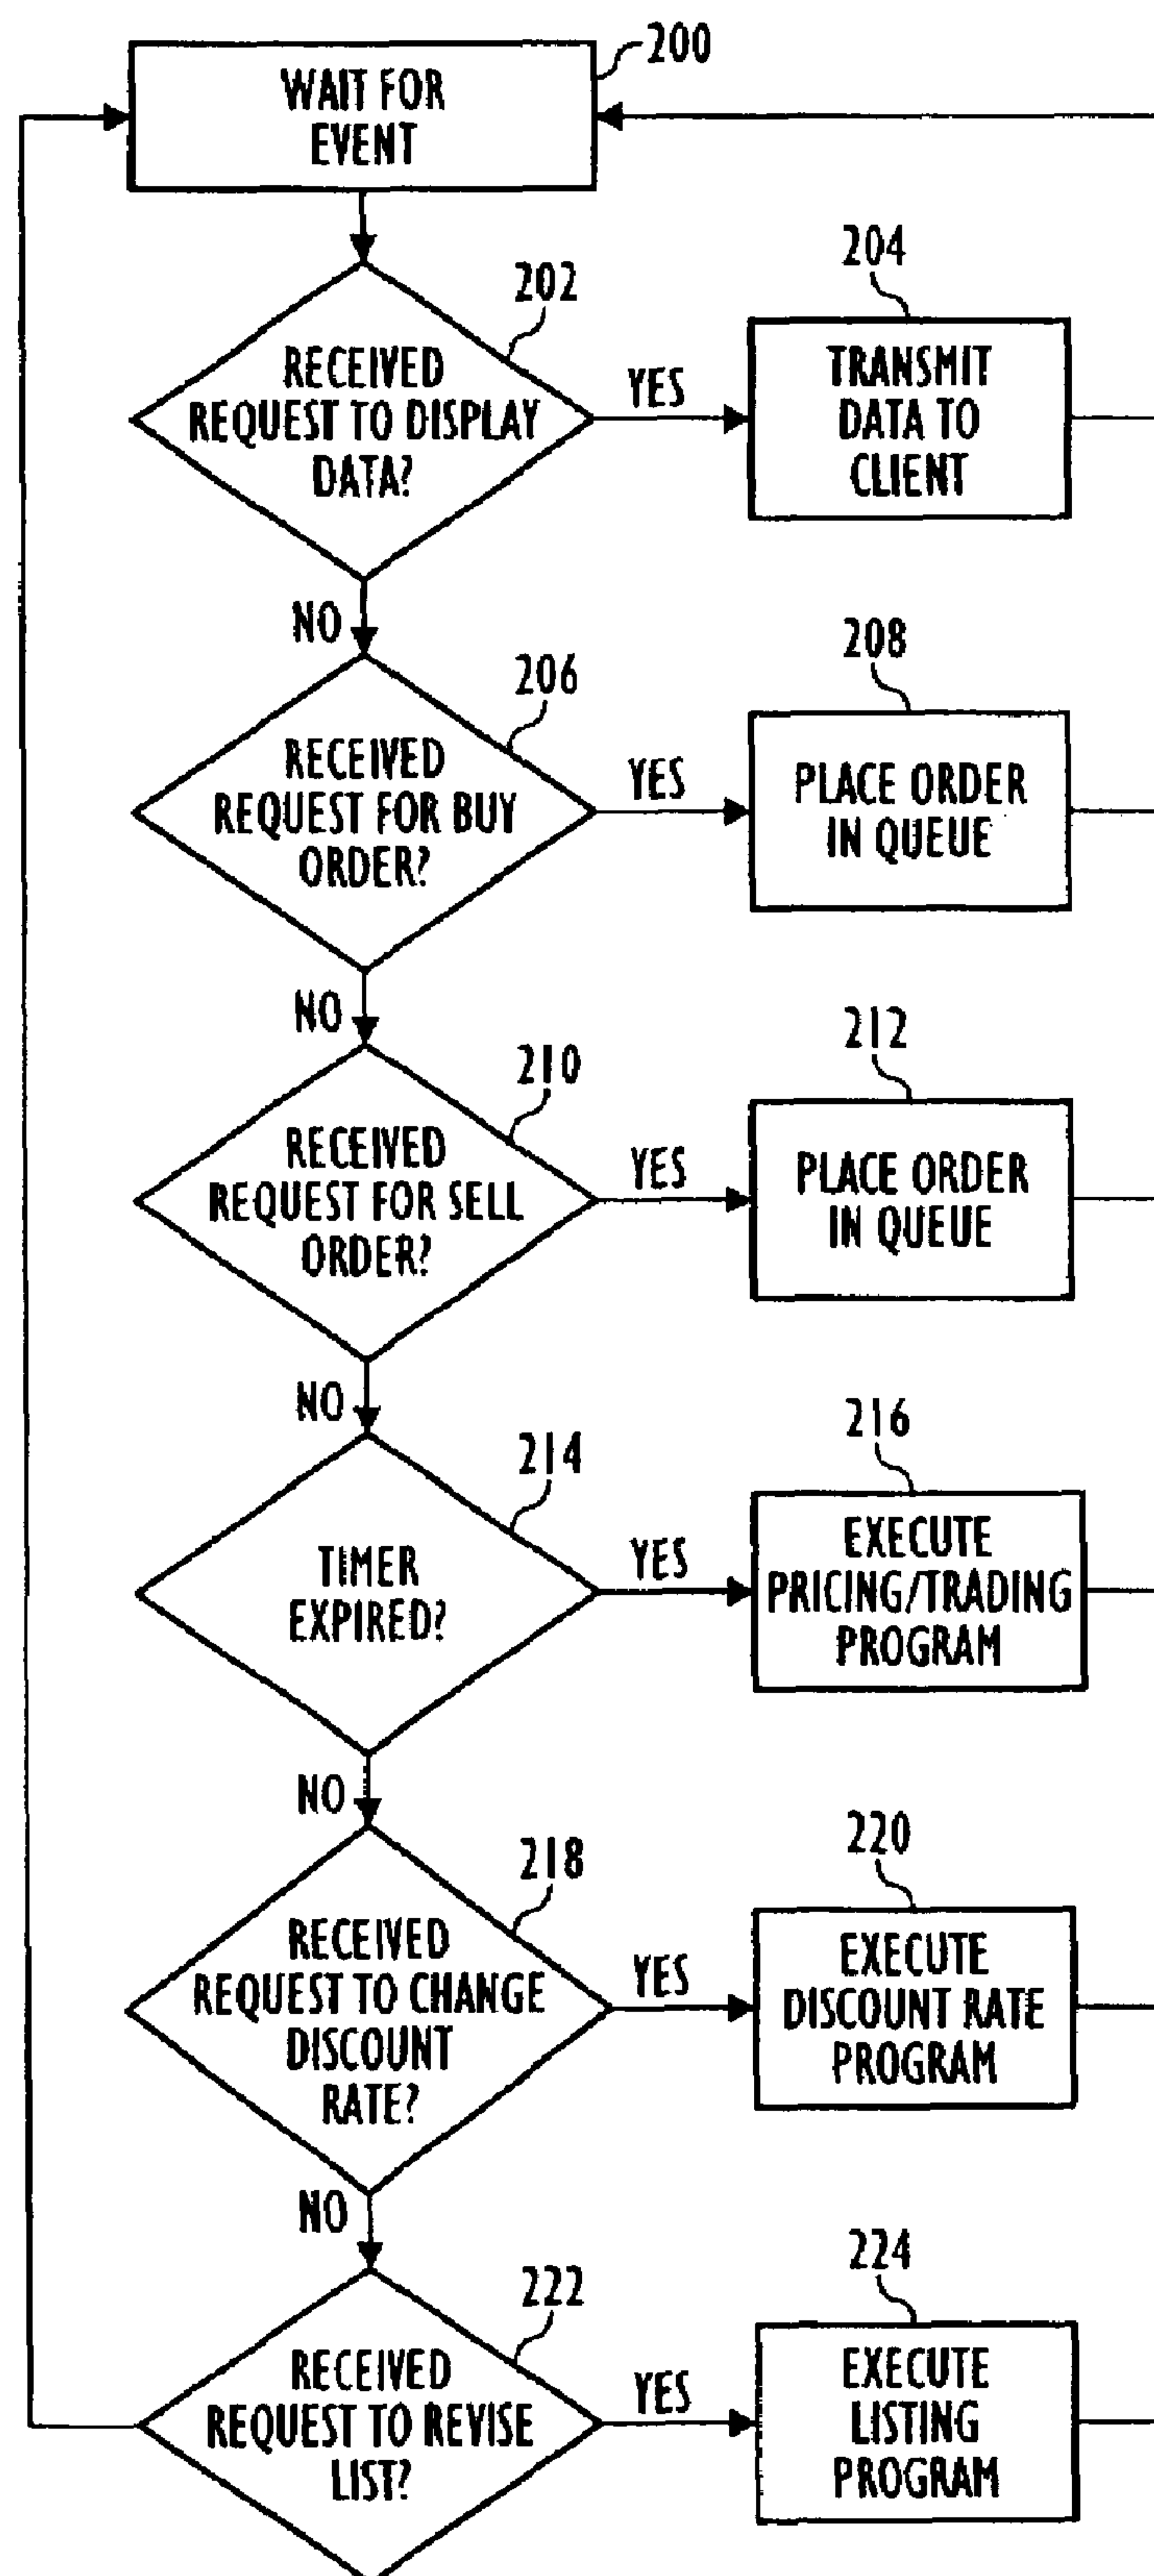 200
WAIT FOR
EVENT
202
RECEIVED
REQUEST TO DISPLAY
DATA?
YES
204
TRANSMIT
DATA TO
CLIENT
NO
206
RECEIVED
REQUEST FOR BUY
ORDER?
YES
208
PLACE ORDER
IN QUEUE
NO
210
RECEIVED
REQUEST FOR SELL
ORDER?
YES
212
PLACE ORDER
IN QUEUE
NO
214
TIMER
EXPIRED?
YES
216
EXECUTE
PRICING/TRADING
PROGRAM
NO
218
RECEIVED
REQUEST TO CHANGE
DISCOUNT
RATE?
YES
220
EXECUTE
DISCOUNT RATE
PROGRAM
NO
222
RECEIVED
REQUEST TO REVISE
LIST?
YES
224
EXECUTE
LISTING
PROGRAM